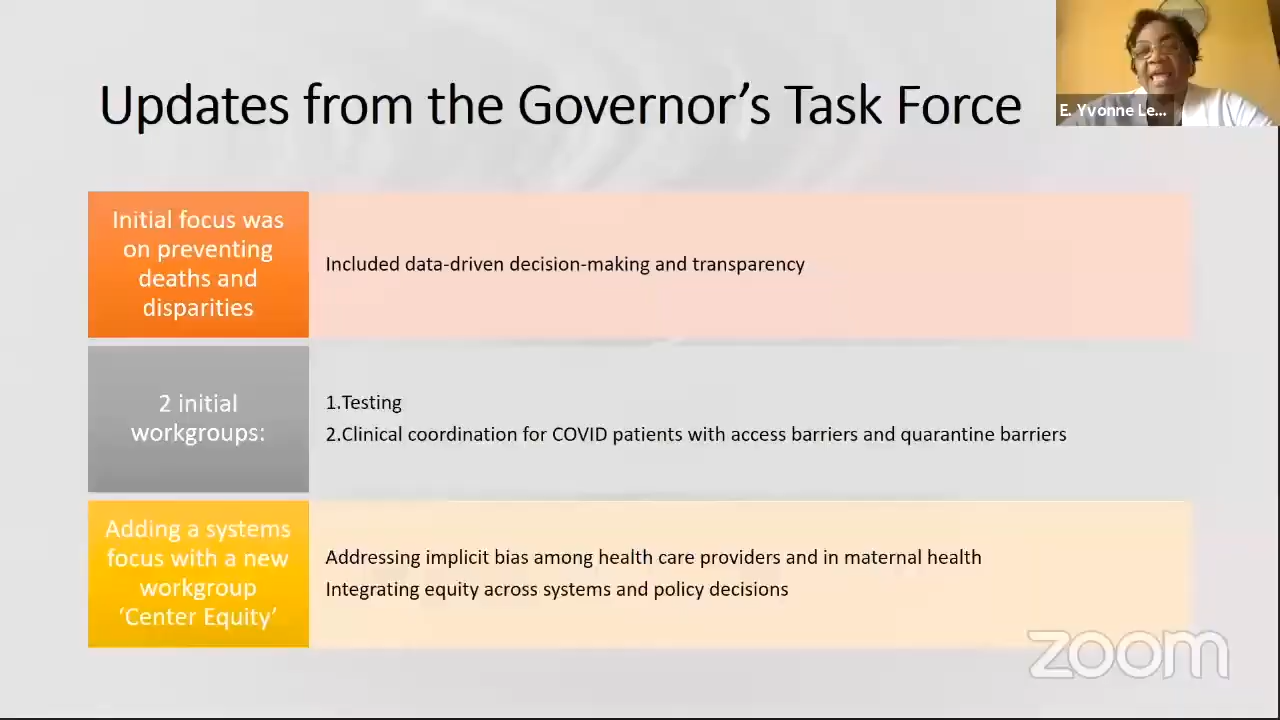 Updates from the Governor’s Task Force
E. Yvonne Le...
Initial focus was
on preventing
deaths and
disparities
Included data-driven decision-making and transparency
2 initial
workgroups:
1.Testing
2.Clinical coordination for COVID patients with access barriers and quarantine barriers
Adding a systems
focus with a new
workgroup
‘Center Equity’
Addressing implicit bias among health care providers and in maternal health
Integrating equity across systems and policy decisions
zoom